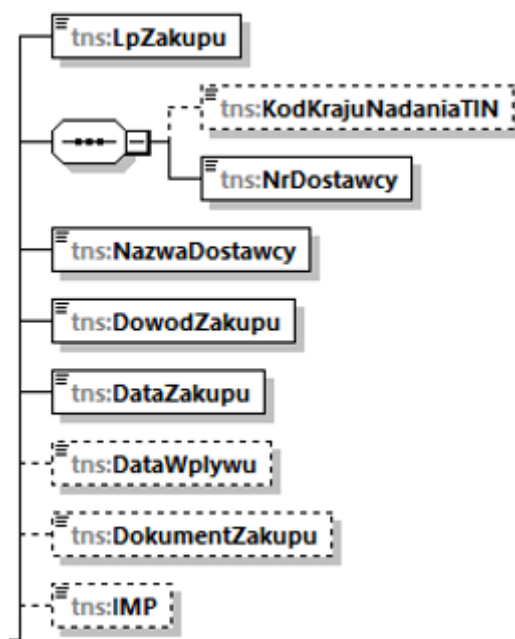 tns:LpZakupu
tns:KodKrajuNadaniaTIN
tns:NrDostawcy
tns:NazwaDostawcy
tns:DowodZakupu
tns:DataZakupu
tns:DataWplywu
tns:DokumentZakupu
tns:IMP